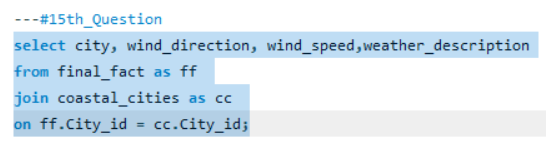 ---#15th_Question
select city, wind_direction, wind_speed,weather_description
from final_fact as ff
join coastal_cities as cc
on ff.City_id = cc.City_id;